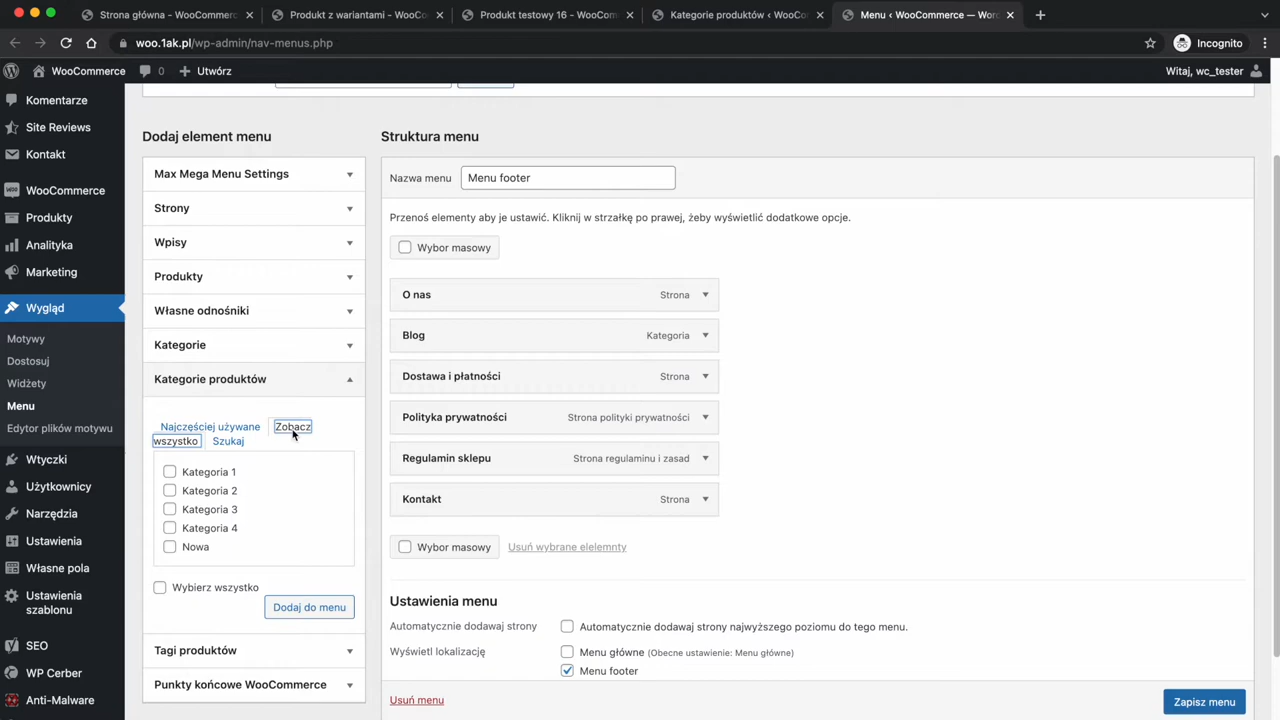 Strona główna - WooCommerc
Produkt z wariantami - WooCo
Produkt testowy 16 - WooCom
Kategorie produktów ‹ WooCo
Menu ‹ WooCommerce — Wor
woo.1ak.pl/wp-admin/nav-menus.php
Incognito
WooCommerce
0
Utwórz
Witaj, wc_tester
Komentarze
Site Reviews
Kontakt
WooCommerce
Produkty
Analityka
Marketing
Wygląd
Motywy
Dostosuj
Widżety
Menu
Edytor plików motywu
Wtyczki
Użytkownicy
Narzędzia
Ustawienia
Własne pola
Ustawienia
szablonu
SEO
WP Cerber
Anti-Malware
Dodaj element menu
Max Mega Menu Settings
Strony
Wpisy
Produkty
Własne odnośniki
Kategorie
Kategorie produktów
Najczęściej używane
Zobacz
wszystko
Szukaj
Kategoria 1
Kategoria 2
Kategoria 3
Kategoria 4
Nowa
Wybierz wszystko
Dodaj do menu
Tagi produktów
Punkty końcowe WooCommerce
Struktura menu
Nazwa menu
Menu footer
Przenoś elementy aby je ustawić. Kliknij w strzałkę po prawej, żeby wyświetlić dodatkowe opcje.
Wybor masowy
O nas
Strona
Blog
Kategoria
Dostawa i płatności
Strona
Polityka prywatności
Strona polityki prywatności
Regulamin sklepu
Strona regulaminu i zasad
Kontakt
Strona
Wybor masowy
Usuń wybrane elelemnty
Ustawienia menu
Automatycznie dodawaj strony
Automatycznie dodawaj strony najwyższego poziomu do tego menu.
Wyświetl lokalizację
Menu główne (Obecne ustawienie: Menu główne)
Menu footer
Usuń menu
Zapisz menu